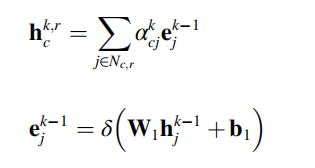 h_c^{k,r} = ∑_{j∈N_{c,r}} α_{cj}^k e_j^{k-1}
e_j^{k-1} = δ(W_1 h_j^{k-1} + b_1)